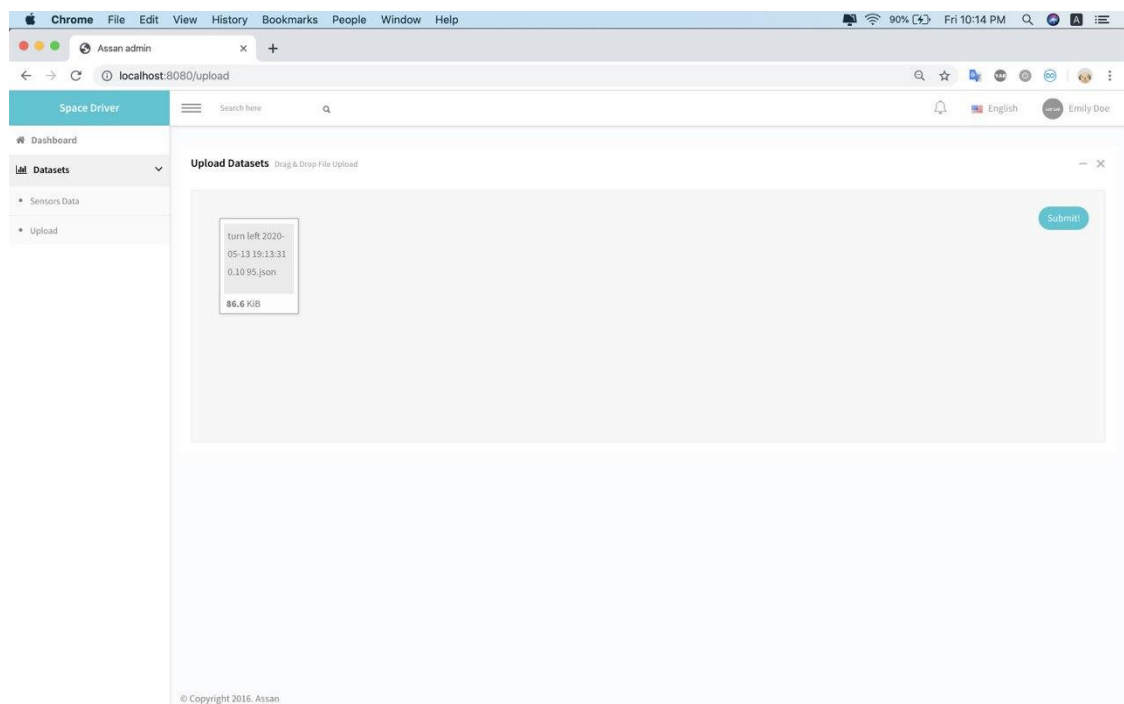 Chrome File Edit View History Bookmarks People Window Help 90% Fri 10:14 PM A
Assan admin
localhost:8080/upload
Space Driver Search here English Emily Doe
Dashboard
Datasets
Sensors Data
Upload
Upload Datasets Drag & Drop File Upload
Submit!
turn left 2020-
05-13 19:13:31
0.10 95.json
86.6 KiB
© Copyright 2016. Assan